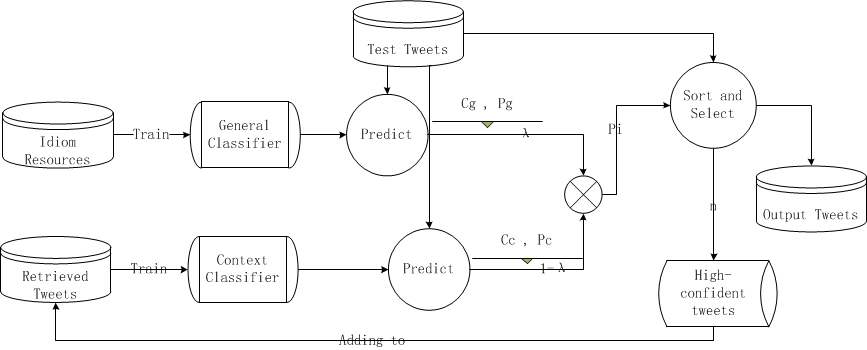 Test Tweets
Cg , Pg
Sort and
Select
Idiom
Resources
Train
General
Classifier
Predict
λ
Pi
Output Tweets
n
Cc , Pc
Retrieved
Tweets
Train
Context
Classifier
Predict
1-λ
High-
confident
tweets
Adding to